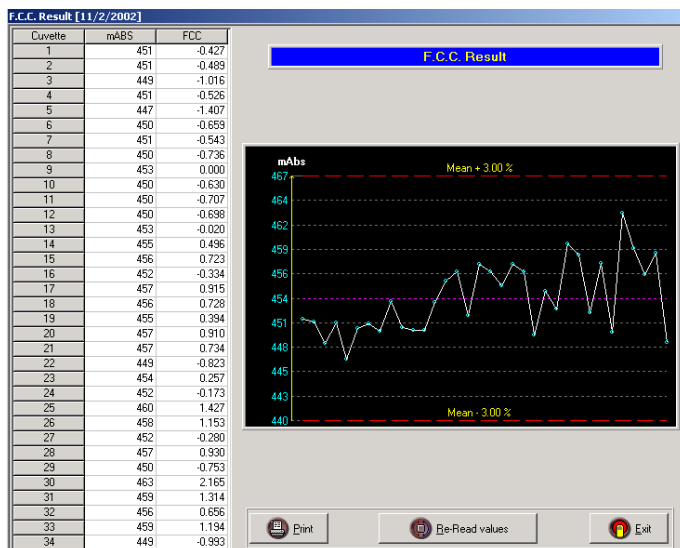 F.C.C. Result [11/2/2002]
Cuvette mABS FCC
1 451 -0.427
2 451 -0.489
3 449 -1.016
4 451 -0.526
5 447 -1.407
6 450 -0.659
7 451 -0.543
8 450 -0.736
9 453 0.000
10 450 -0.630
11 450 -0.707
12 450 -0.698
13 453 -0.020
14 455 0.496
15 456 0.723
16 452 -0.334
17 457 0.915
18 456 0.728
19 455 0.394
20 457 0.910
21 457 0.734
22 449 -0.823
23 454 0.257
24 452 -0.173
25 460 1.427
26 458 1.153
27 452 -0.280
28 457 0.930
29 450 -0.753
30 463 2.165
31 459 1.314
32 456 0.656
33 459 1.194
34 449 -0.993
F.C.C. Result
mAbs
Mean + 3.00 %
467
464
462
459
456
454
451
448
445
443
440
Mean - 3.00 %
Print
Re-Read values
Exit